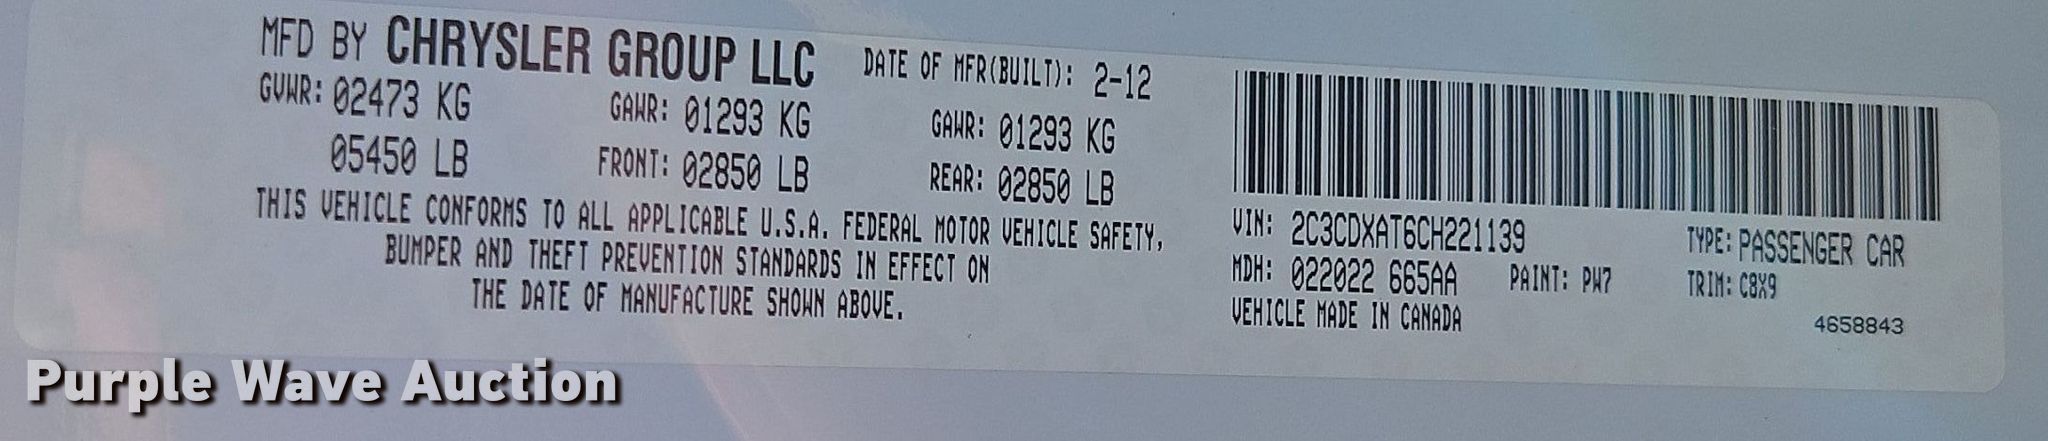 MFD BY CHRYSLER GROUP LLC DATE OF MFR(BUILT): 2-12
GVWR: 02473 KG GAWR: 01293 KG GAWR: 01293 KG
05450 LB FRONT: 02850 LB REAR: 02850 LB
THIS VEHICLE CONFORMS TO ALL APPLICABLE U.S.A. FEDERAL MOTOR VEHICLE SAFETY,
BUMPER AND THEFT PREVENTION STANDARDS IN EFFECT ON
THE DATE OF MANUFACTURE SHOWN ABOVE.
VIN: 2C3CDXAT6CH221139 TYPE: PASSENGER CAR
MDH: 022022 665AA PAINT: PW7 TRIM: C8X9
VEHICLE MADE IN CANADA
4658843
Purple Wave Auction